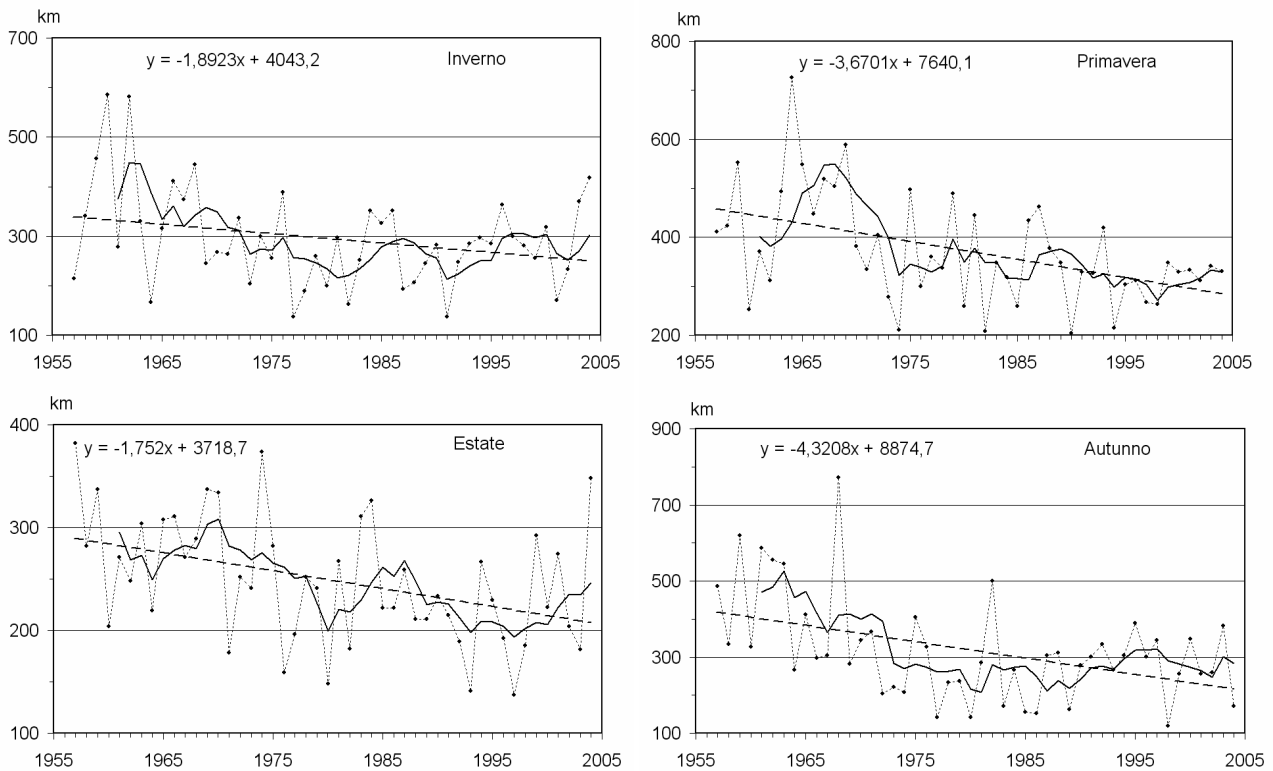 km
700
y = -1,8923x + 4043,2
Inverno
500
300
100
1955 1965 1975 1985 1995 2005
km
800
y = -3,6701x + 7640,1
Primavera
600
400
200
1955 1965 1975 1985 1995 2005
km
400
y = -1,752x + 3718,7
Estate
300
200
100
1955 1965 1975 1985 1995 2005
km
900
y = -4,3208x + 8874,7
Autunno
700
500
300
100
1955 1965 1975 1985 1995 2005